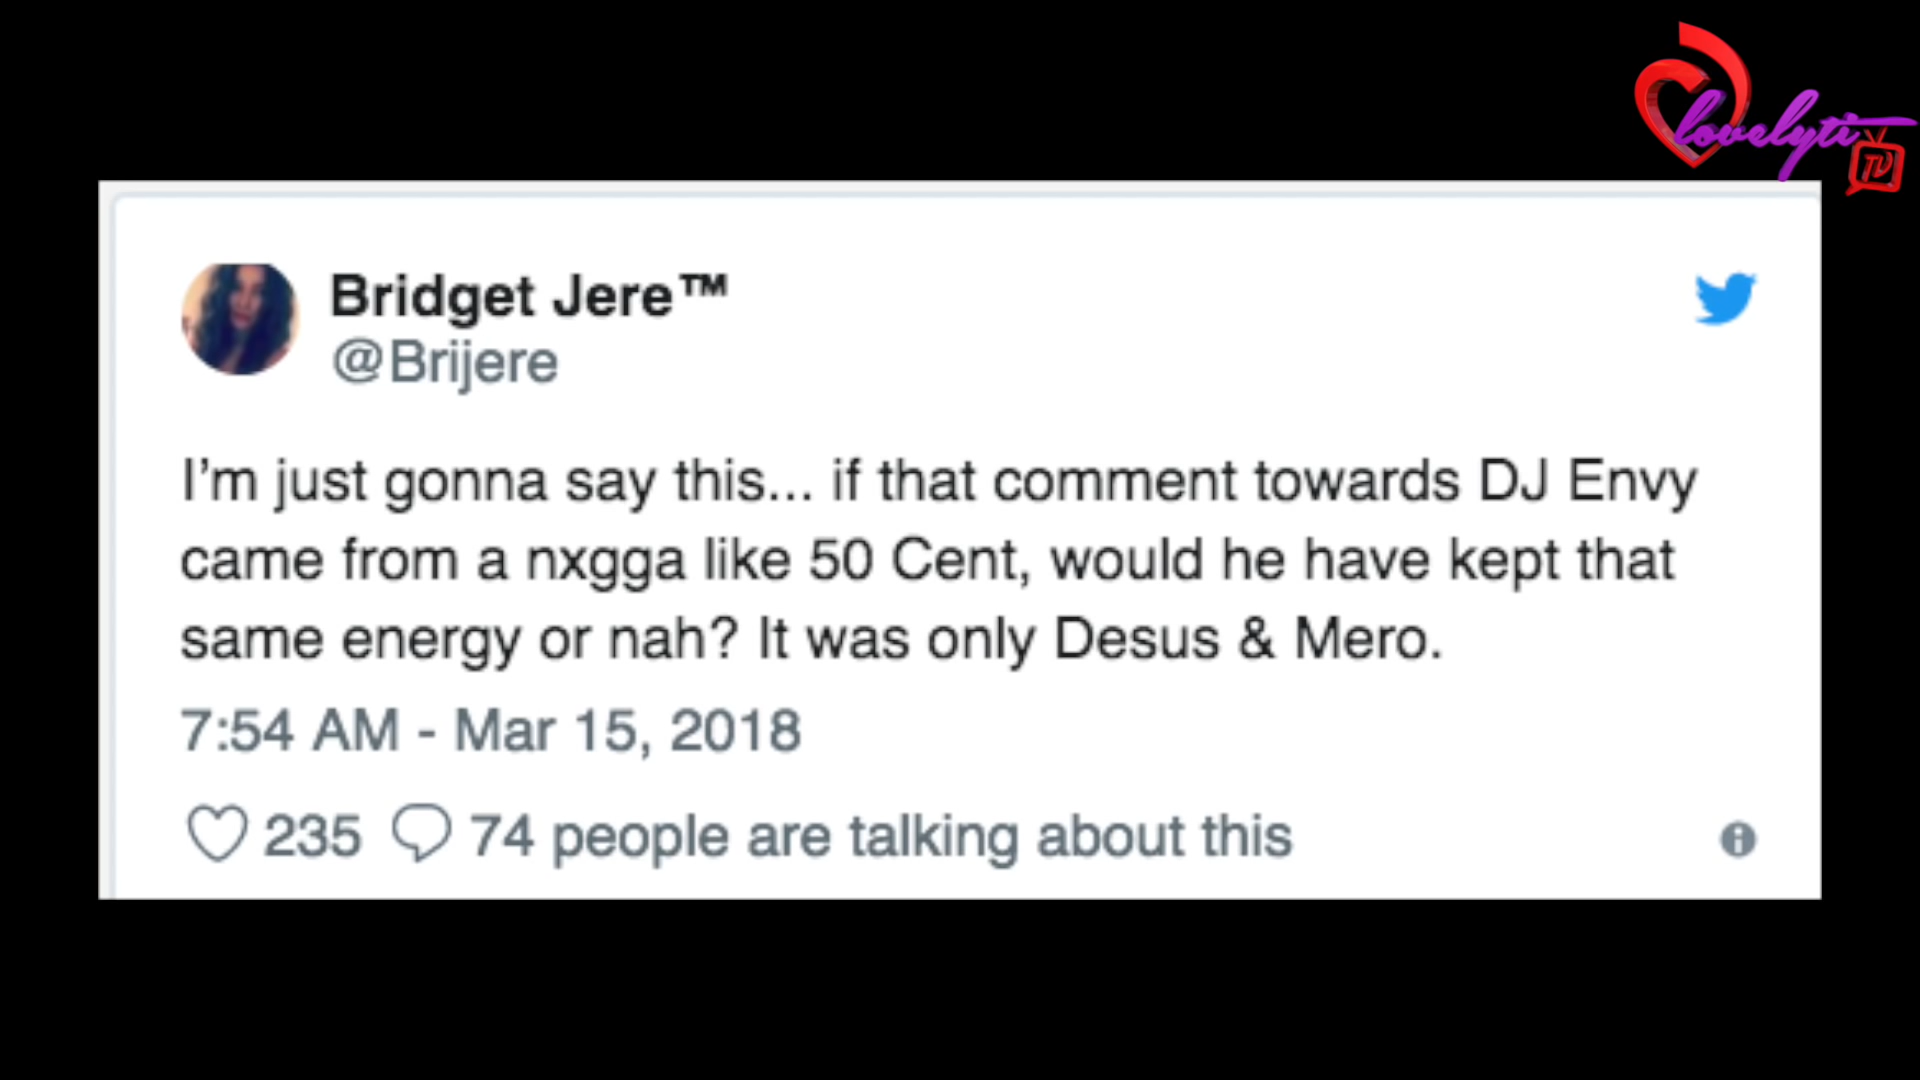 lovelyti
TV
Bridget Jere™
@Brijere
I’m just gonna say this... if that comment towards DJ Envy
came from a nxgga like 50 Cent, would he have kept that
same energy or nah? It was only Desus & Mero.
7:54 AM - Mar 15, 2018
235 74 people are talking about this